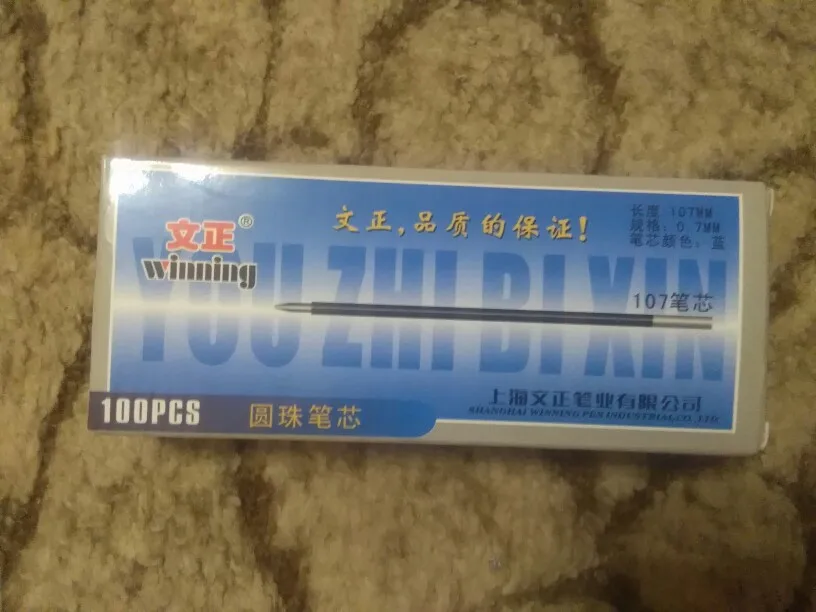 文正®
winning
文正,品质的保证!
长度:107MM
规格:0.7MM
笔芯颜色:蓝
YOU ZHI BI XIN
107笔芯
100PCS
圆珠笔芯
上海文正笔业有限公司
SHANGHAI WINNING PEN INDUSTRIAL CO.,LTD